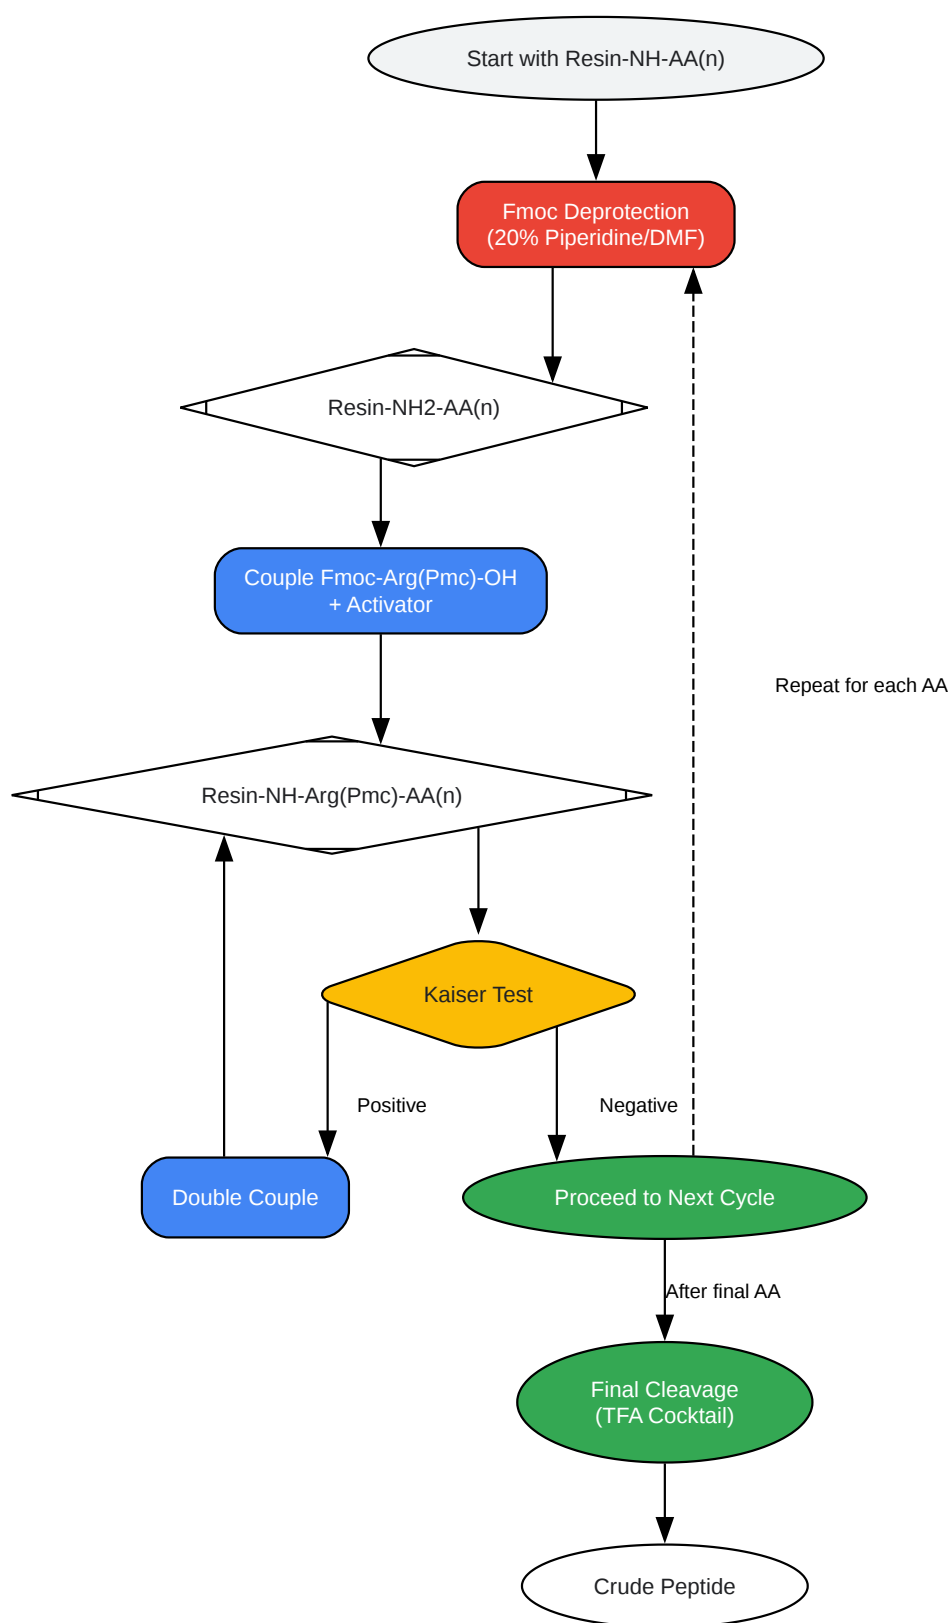 Start with Resin-NH-AA(n)
Fmoc Deprotection
(20% Piperidine/DMF)
Resin-NH2-AA(n)
Couple Fmoc-Arg(Pmc)-OH
+ Activator
Repeat for each AA
Resin-NH-Arg(Pmc)-AA(n)
Kaiser Test
Positive
Negative
Double Couple
Proceed to Next Cycle
After final AA
Final Cleavage
(TFA Cocktail)
Crude Peptide